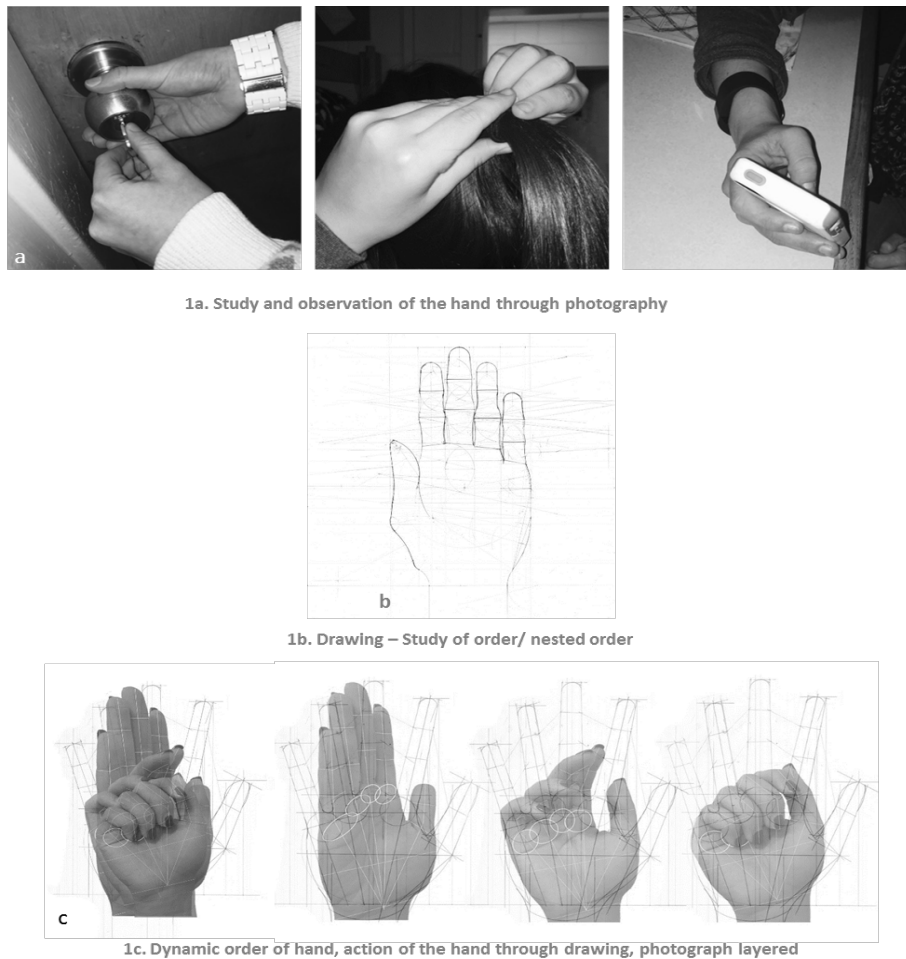 a
1a. Study and observation of the hand through photography
b
1b. Drawing – Study of order/ nested order
c
1c. Dynamic order of hand, action of the hand through drawing, photograph layered